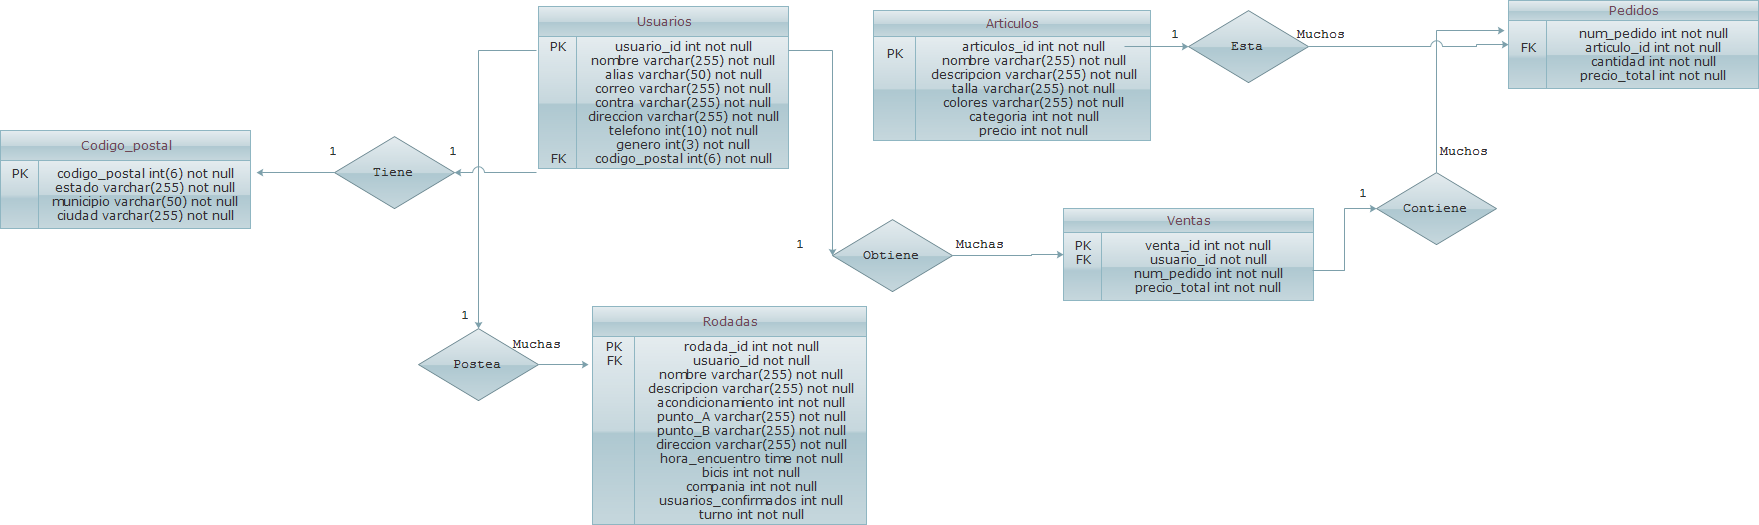 Usuarios
PK usuario_id int not null
nombre varchar(255) not null
alias varchar(50) not null
correo varchar(255) not null
contra varchar(255) not null
direccion varchar(255) not null
telefono int(10) not null
genero int(3) not null
FK codigo_postal int(6) not null
Articulos
PK
articulos_id int not null
nombre varchar(255) not null
descripcion varchar(255) not null
talla varchar(255) not null
colores varchar(255) not null
categoria int not null
precio int not null
1
Esta
Muchos
Pedidos
FK
num_pedido int not null
articulo_id int not null
cantidad int not null
precio_total int not null
Codigo_postal
PK codigo_postal int(6) not null
estado varchar(255) not null
municipio varchar(50) not null
ciudad varchar(255) not null
1
Tiene
1
Muchos
1
Contiene
1
Obtiene
Muchas
Ventas
PK venta_id int not null
FK usuario_id not null
num_pedido int not null
precio_total int not null
1
Postea
Muchas
Rodadas
PK rodada_id int not null
FK usuario_id not null
nombre varchar(255) not null
descripcion varchar(255) not null
acondicionamiento int not null
punto_A varchar(255) not null
punto_B varchar(255) not null
direccion varchar(255) not null
hora_encuentro time not null
bicis int not null
compania int not null
usuarios_confirmados int null
turno int not null